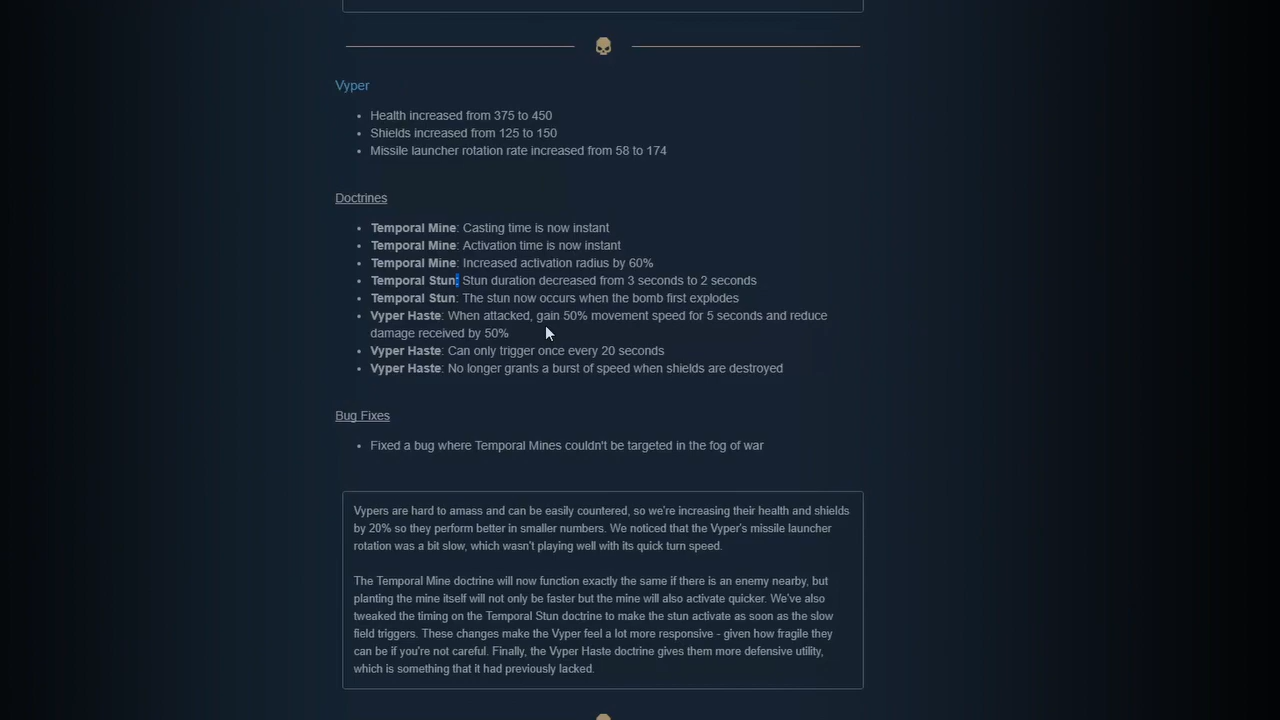 Vyper
Health increased from 375 to 450
Shields increased from 125 to 150
Missile launcher rotation rate increased from 58 to 174
Doctrines
Temporal Mine: Casting time is now instant
Temporal Mine: Activation time is now instant
Temporal Mine: Increased activation radius by 60%
Temporal Stun: Stun duration decreased from 3 seconds to 2 seconds
Temporal Stun: The stun now occurs when the bomb first explodes
Vyper Haste: When attacked, gain 50% movement speed for 5 seconds and reduce
damage received by 50%
Vyper Haste: Can only trigger once every 20 seconds
Vyper Haste: No longer grants a burst of speed when shields are destroyed
Bug Fixes
Fixed a bug where Temporal Mines couldn't be targeted in the fog of war
Vypers are hard to amass and can be easily countered, so we're increasing their health and shields
by 20% so they perform better in smaller numbers. We noticed that the Vyper's missile launcher
rotation was a bit slow, which wasn't playing well with its quick turn speed.
The Temporal Mine doctrine will now function exactly the same if there is an enemy nearby, but
planting the mine itself will not only be faster but the mine will also activate quicker. We've also
tweaked the timing on the Temporal Stun doctrine to make the stun activate as soon as the slow
field triggers. These changes make the Vyper feel a lot more responsive - given how fragile they
can be if you're not careful. Finally, the Vyper Haste doctrine gives them more defensive utility,
which is something that it had previously lacked.